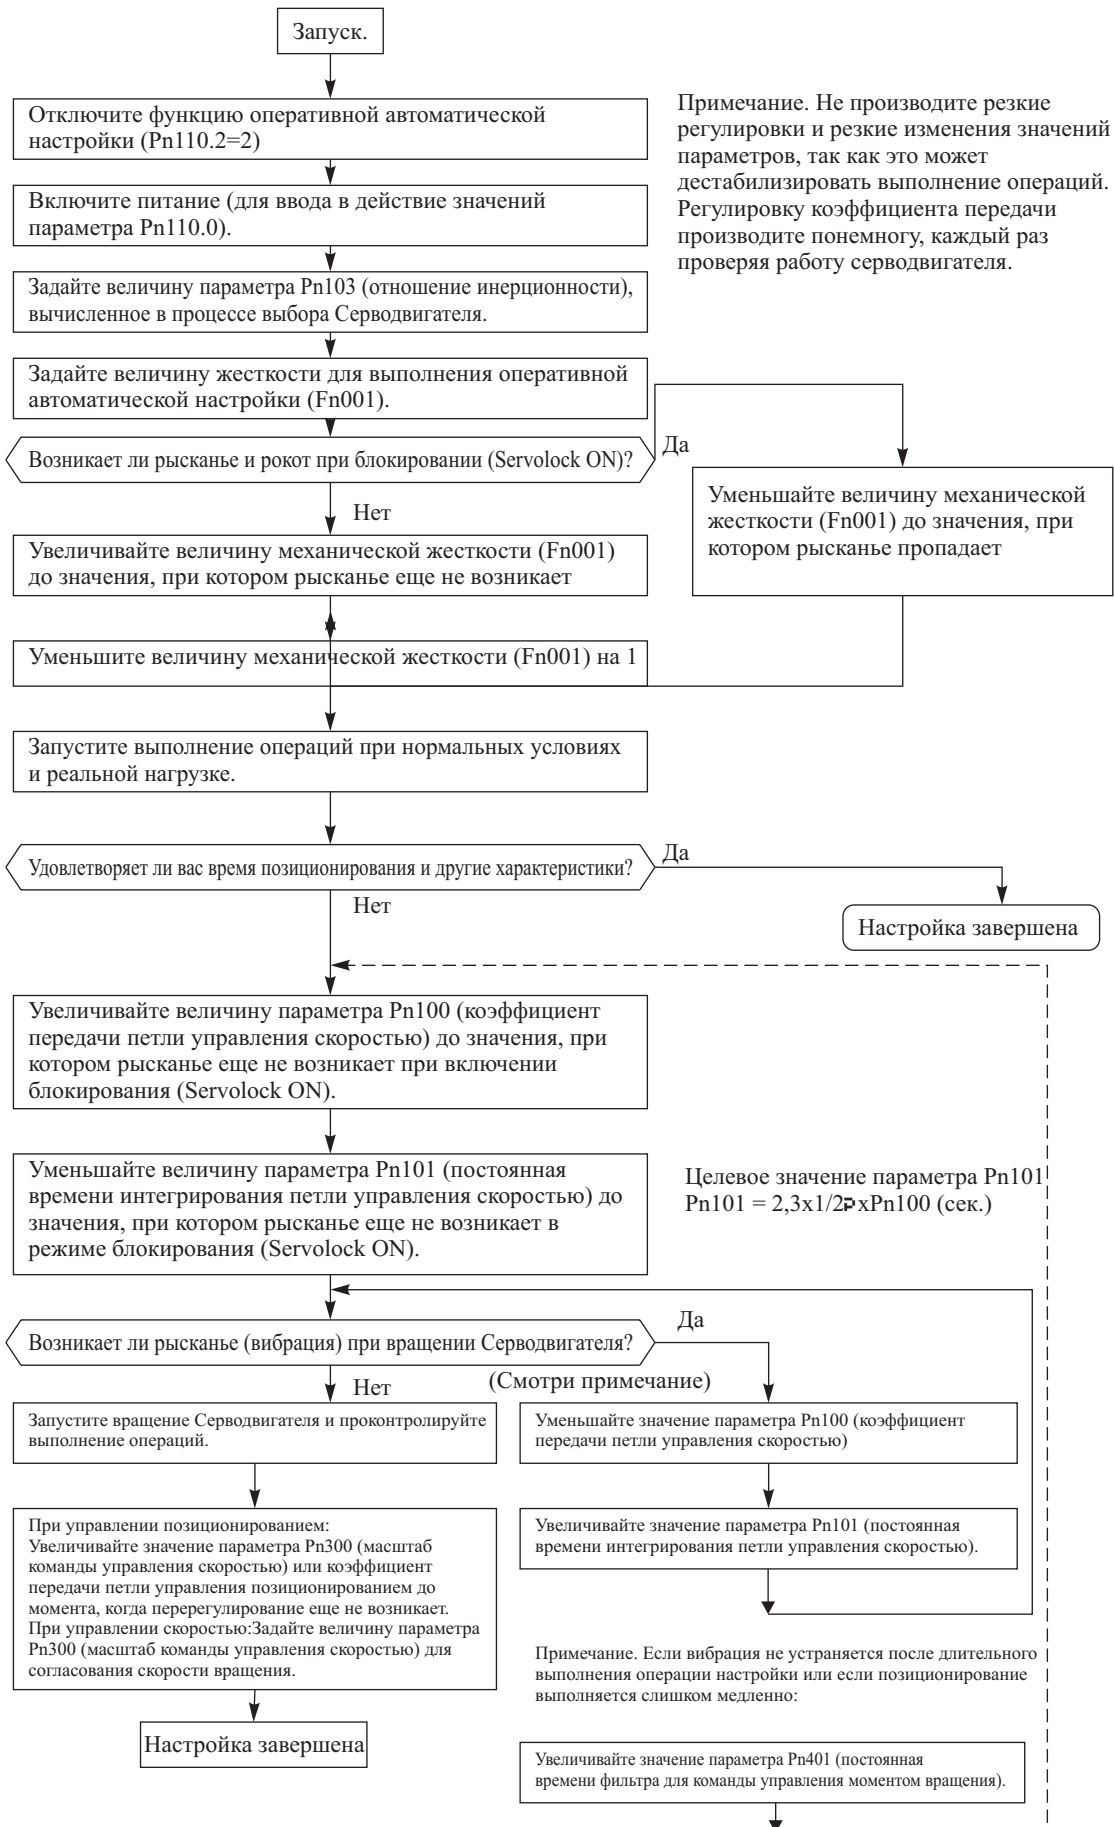 Запуск.
Отключите функцию оперативной автоматической
настройки (Pn110.2=2)
Примечание. Не производите резкие
регулировки и резкие изменения значений
параметров, так как это может
дестабилизировать выполнение операций.
Регулировку коэффициента передачи
производите понемногу, каждый раз
проверяя работу серводвигателя.
Включите питание (для ввода в действие значений
параметра Pn110.0).
Задайте величину параметра Pn103 (отношение инерционности),
вычисленное в процессе выбора Серводвигателя.
Задайте величину жесткости для выполнения оперативной
автоматической настройки (Fn001).
Возникает ли рысканье и рокот при блокировании (Servolock ON)?
Да
Уменьшайте величину механической
жесткости (Fn001) до значения, при
котором рысканье пропадает
Нет
Увеличивайте величину механической жесткости (Fn001)
до значения, при котором рысканье еще не возникает
Уменьшите величину механической жесткости (Fn001) на 1
Запустите выполнение операций при нормальных условиях
и реальной нагрузке.
Удовлетворяет ли вас время позиционирования и другие характеристики?
Да
Нет
Настройка завершена
Увеличивайте величину параметра Pn100 (коэффициент
передачи петли управления скоростью) до значения, при
котором рысканье еще не возникает при включении
блокирования (Servolock ON).
Уменьшайте величину параметра Pn101 (постоянная
времени интегрирования петли управления скоростью) до
значения, при котором рысканье еще не возникает в
режиме блокирования (Servolock ON).
Целевое значение параметра Pn101
Pn101 = 2,3x1/2PxPn100 (сек.)
Возникает ли рысканье (вибрация) при вращении Серводвигателя?
Да
Нет
(Смотри примечание)
Запустите вращение Серводвигателя и проконтролируйте
выполнение операций.
Уменьшайте значение параметра Pn100 (коэффициент
передачи петли управления скоростью)
При управлении позиционированием:
Увеличивайте значение параметра Pn300 (масштаб
команды управления скоростью) или коэффициент
передачи петли управления позиционированием до
момента, когда перерегулирование еще не возникает.
При управлении скоростью:Задайте величину параметра
Pn300 (масштаб команды управления скоростью) для
согласования скорости вращения.
Увеличивайте значение параметра Pn101 (постоянная
времени интегрирования петли управления скоростью).
Примечание. Если вибрация не устраняется после длительного
выполнения операции настройки или если позиционирование
выполняется слишком медленно:
Настройка завершена
Увеличивайте значение параметра Pn401 (постоянная
времени фильтра для команды управления моментом вращения).